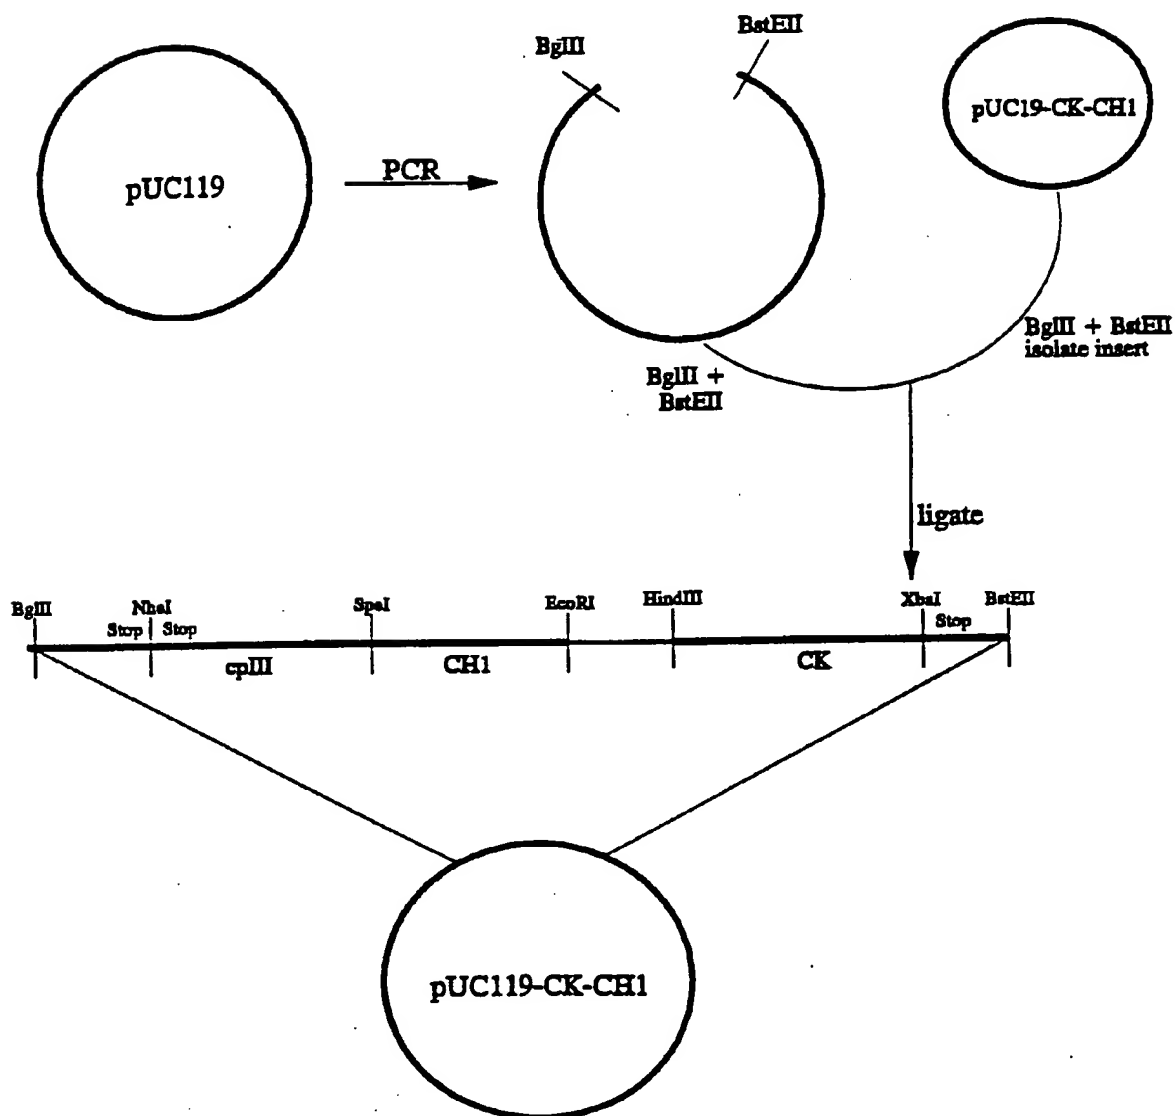 BglII
BstEII
pUC119
PCR
pUC19-CK-CH1
BglII +
BstEII
BglII + BstEII
isolate insert
ligate
BglII
NheI
SpeI
EcoRI
HindIII
XbaI
BstEII
Stop
Stop
Stop
cpIII
CH1
CK
pUC119-CK-CH1